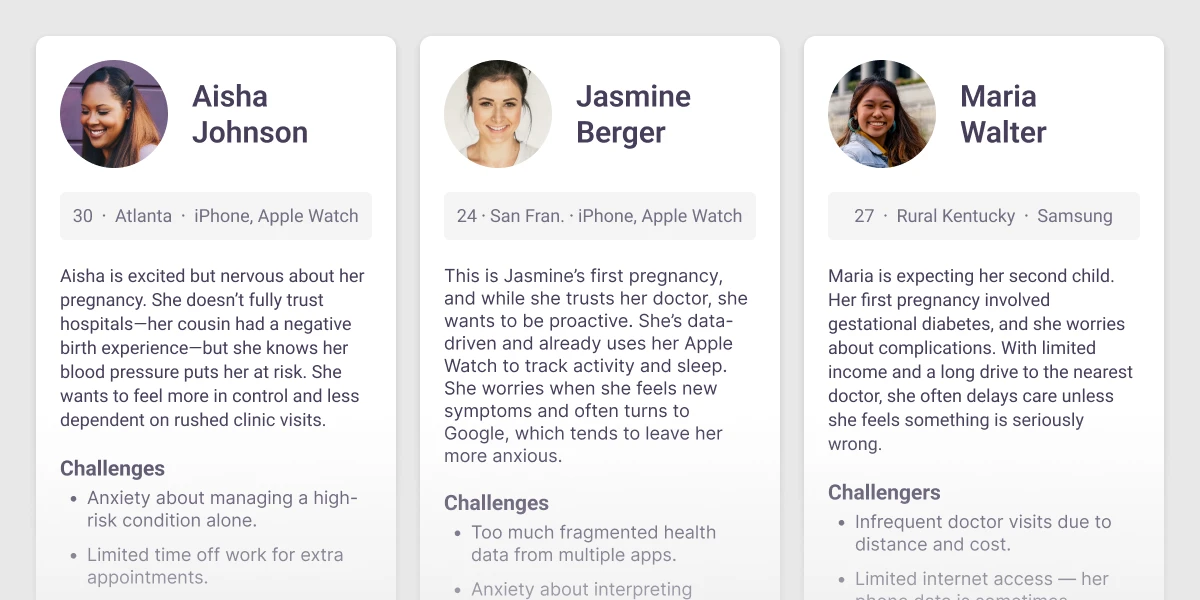 Aisha
Johnson
30 · Atlanta · iPhone, Apple Watch
Aisha is excited but nervous about her
pregnancy. She doesn’t fully trust
hospitals—her cousin had a negative
birth experience—but she knows her
blood pressure puts her at risk. She
wants to feel more in control and less
dependent on rushed clinic visits.
Challenges
• Anxiety about managing a high-
risk condition alone.
• Limited time off work for extra
appointments.
Jasmine
Berger
24 · San Fran. · iPhone, Apple Watch
This is Jasmine’s first pregnancy,
and while she trusts her doctor, she
wants to be proactive. She’s data-
driven and already uses her Apple
Watch to track activity and sleep.
She worries when she feels new
symptoms and often turns to
Google, which tends to leave her
more anxious.
Challenges
• Too much fragmented health
data from multiple apps.
• Anxiety about interpreting
Maria
Walter
27 · Rural Kentucky · Samsung
Maria is expecting her second child.
Her first pregnancy involved
gestational diabetes, and she worries
about complications. With limited
income and a long drive to the nearest
doctor, she often delays care unless
she feels something is seriously
wrong.
Challengers
• Infrequent doctor visits due to
distance and cost.
• Limited internet access — her
phone data is sometimes